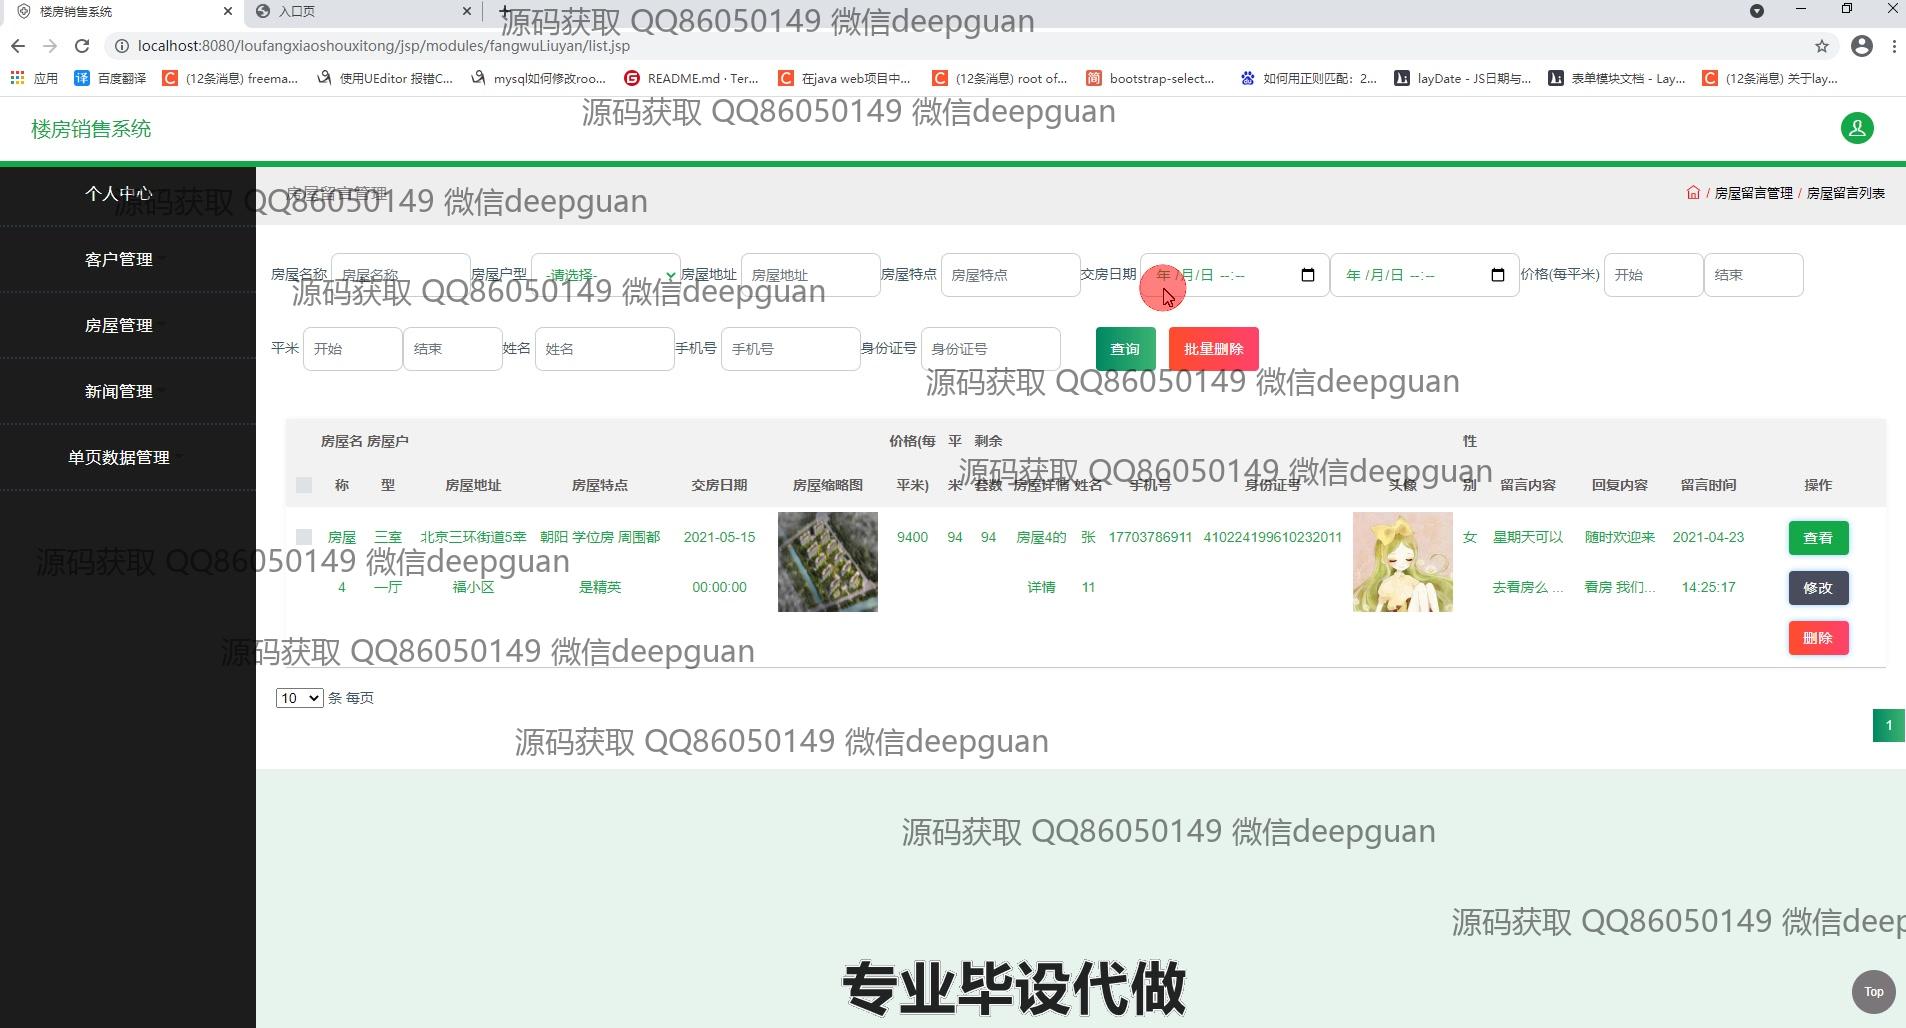 楼房销售系统
入口页
源码获取 QQ86050149 微信deepguan
localhost:8080/loufangxiaoshouxitong/jsp/modules/fangwuLiuyan/list.jsp
应用 百度翻译 (12条消息) freema... 使用UEditor 报错C... mysql如何修改roo... README.md · Ter... 在java web项目中... (12条消息) root of... bootstrap-select... 如何用正则匹配：2... layDate - JS日期与... 表单模块文档 - Lay... (12条消息) 关于lay...
源码获取 QQ86050149 微信deepguan
楼房销售系统
个人中心
房屋留言管理
/ 房屋留言管理 / 房屋留言列表
源码获取 QQ86050149 微信deepguan
客户管理
房屋管理
新闻管理
单页数据管理
房屋名称 房屋名称 房屋户型 -请选择- 房屋地址 房屋地址 房屋特点 房屋特点 交房日期 年 /月/日 --:-- 年 /月/日 --:-- 价格(每平米) 开始 结束
源码获取 QQ86050149 微信deepguan
平米 开始 结束 姓名 姓名 手机号 手机号 身份证号 身份证号 查询 批量删除
源码获取 QQ86050149 微信deepguan
房屋名 房屋户 价格(每 平 剩余 性
源码获取 QQ86050149 微信deepguan
称 型 房屋地址 房屋特点 交房日期 房屋缩略图 平米) 米 套数 房屋详情 姓名 手机号 身份证号 头像 别 留言内容 回复内容 留言时间 操作
房屋 三室 北京三环街道5幸 朝阳 学位房 周围都 2021-05-15 9400 94 94 房屋4的 张 17703786911 410224199610232011 女 星期天可以 随时欢迎来 2021-04-23 查看
源码获取 QQ86050149 微信deepguan
4 一厅 福小区 是精英 00:00:00 详情 11 去看房么 ... 看房 我们... 14:25:17 修改
删除
源码获取 QQ86050149 微信deepguan
10 条 每页
1
源码获取 QQ86050149 微信deepguan
源码获取 QQ86050149 微信deepguan
源码获取 QQ86050149 微信deep
专业毕设代做
Top